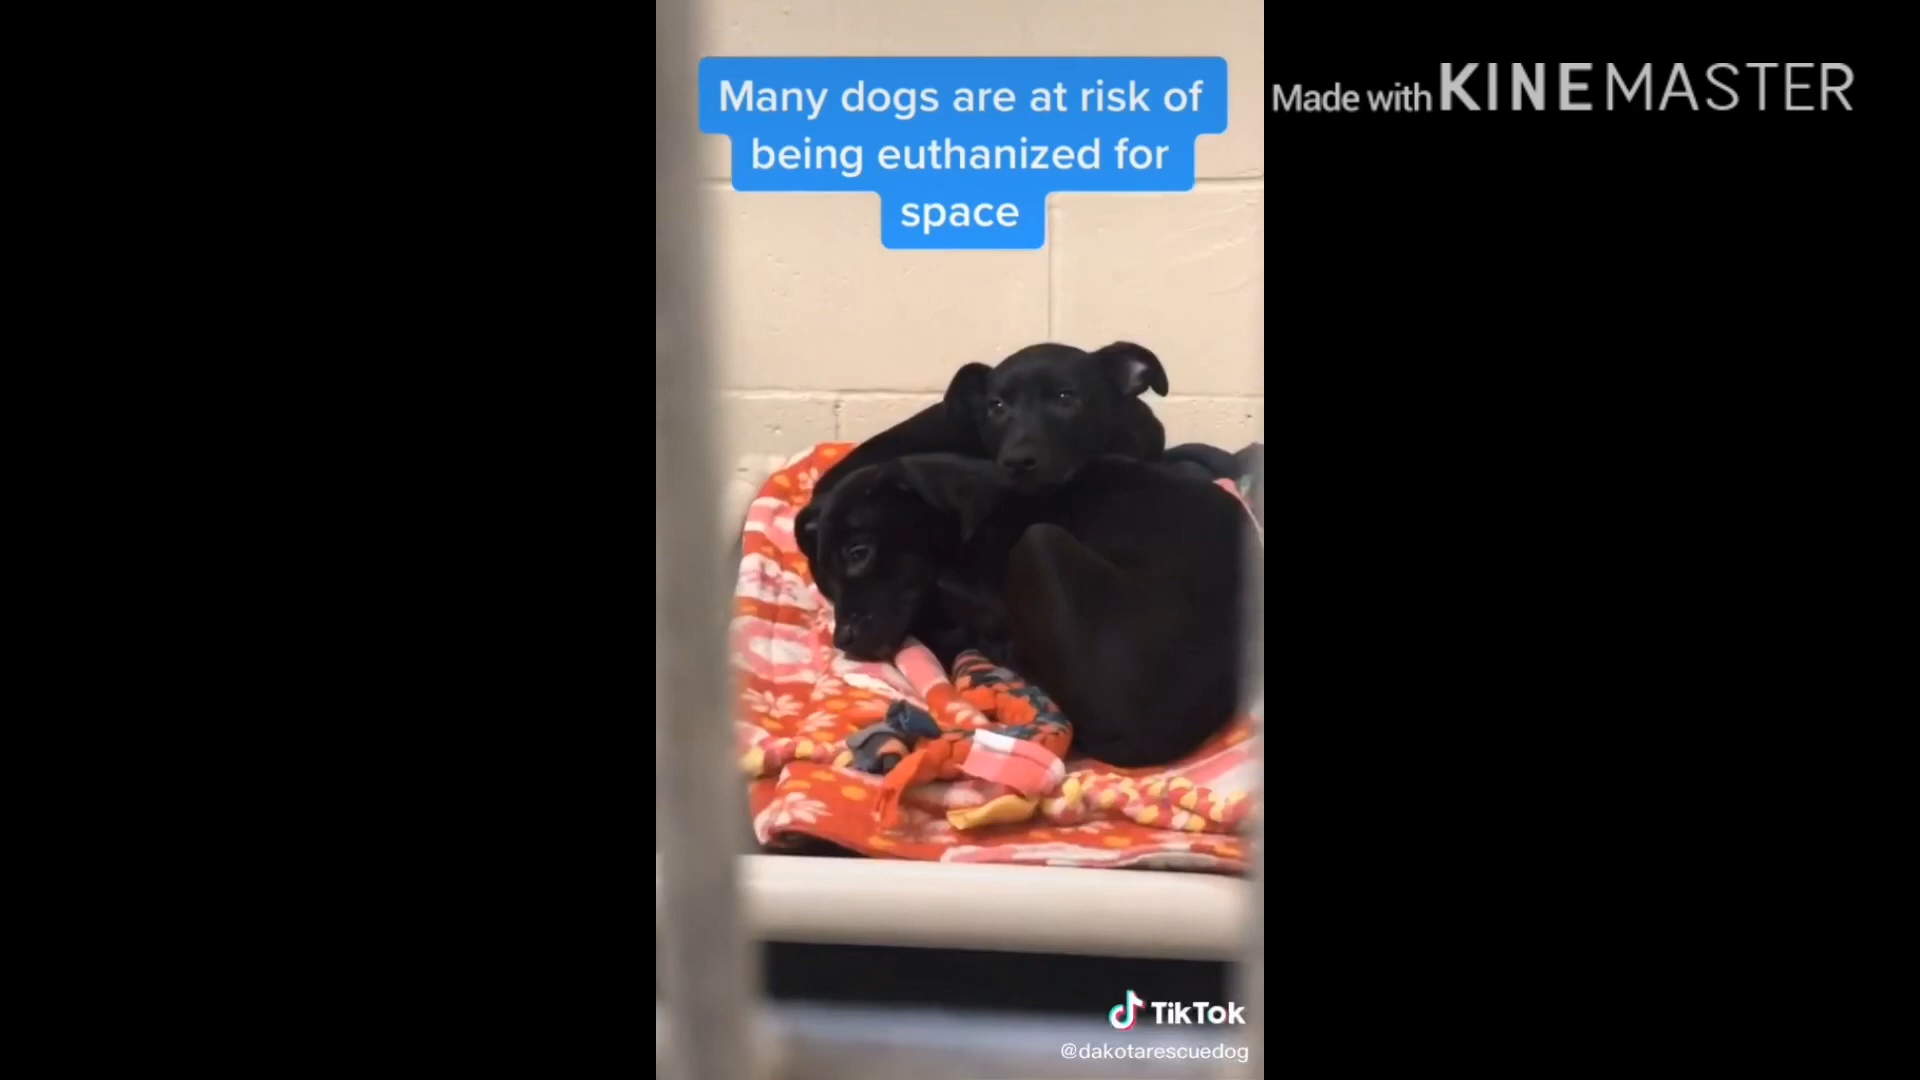 Many dogs are at risk of
being euthanized for
space
Made with KINEMASTER
TikTok
@dakotarescuedog